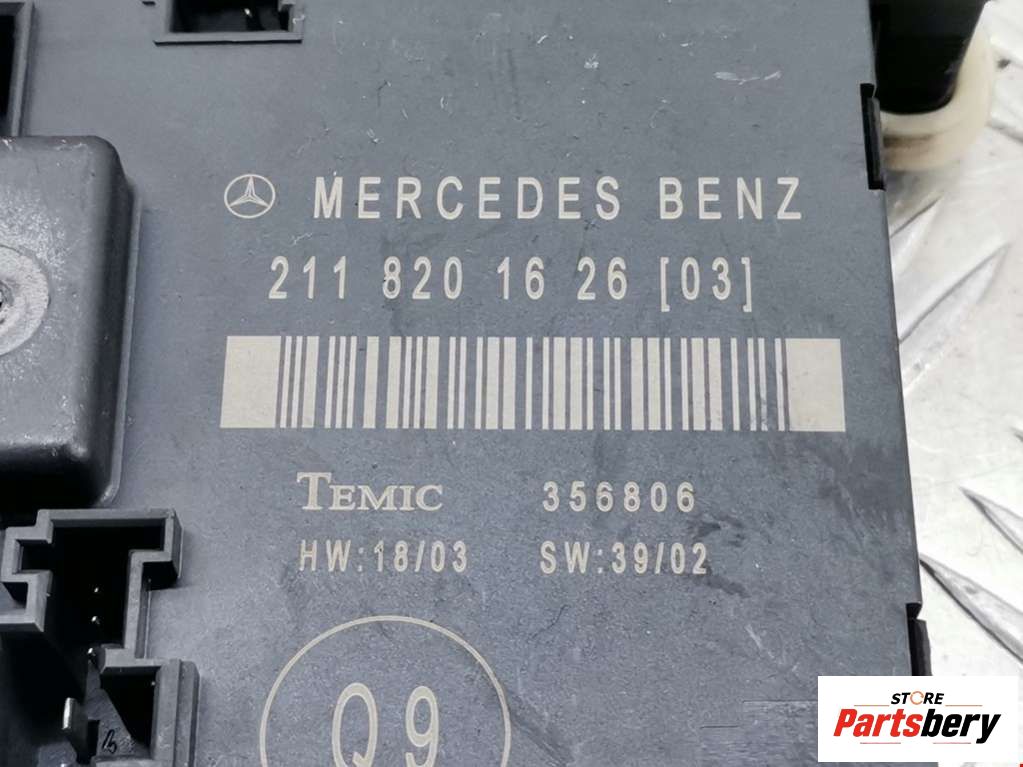 MERCEDES BENZ
211 820 16 26 [03]
TEMIC 356806
HW:18/03 SW:39/02
Q9
STORE
Partsbery